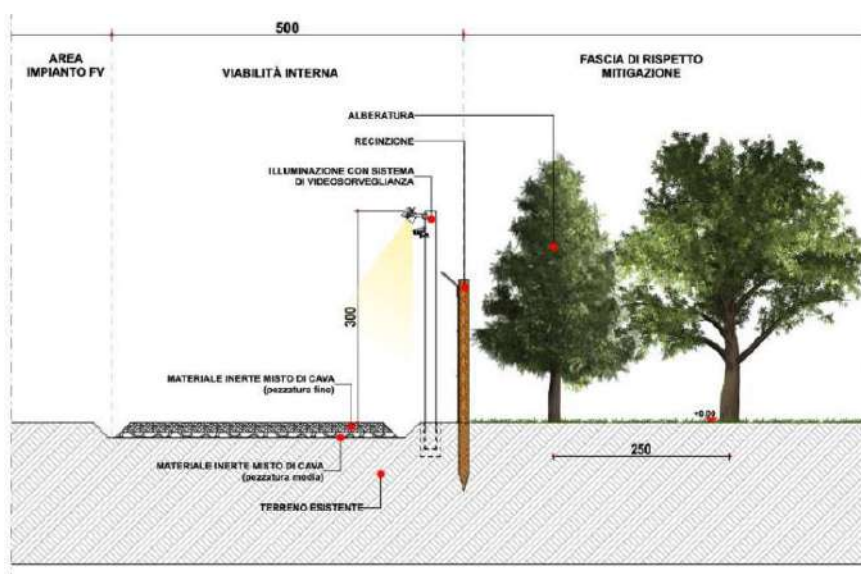 500
AREA
IMPIANTO FV
VIABILITÀ INTERNA
FASCIA DI RISPETTO
MITIGAZIONE
ALBERATURA
RECINZIONE
ILLUMINAZIONE CON SISTEMA
DI VIDEOSORVEGLIANZA
300
MATERIALE INERTE MISTO DI CAVA
(pezzatura fine)
±0.00
250
MATERIALE INERTE MISTO DI CAVA
(pezzatura media)
TERRENO ESISTENTE